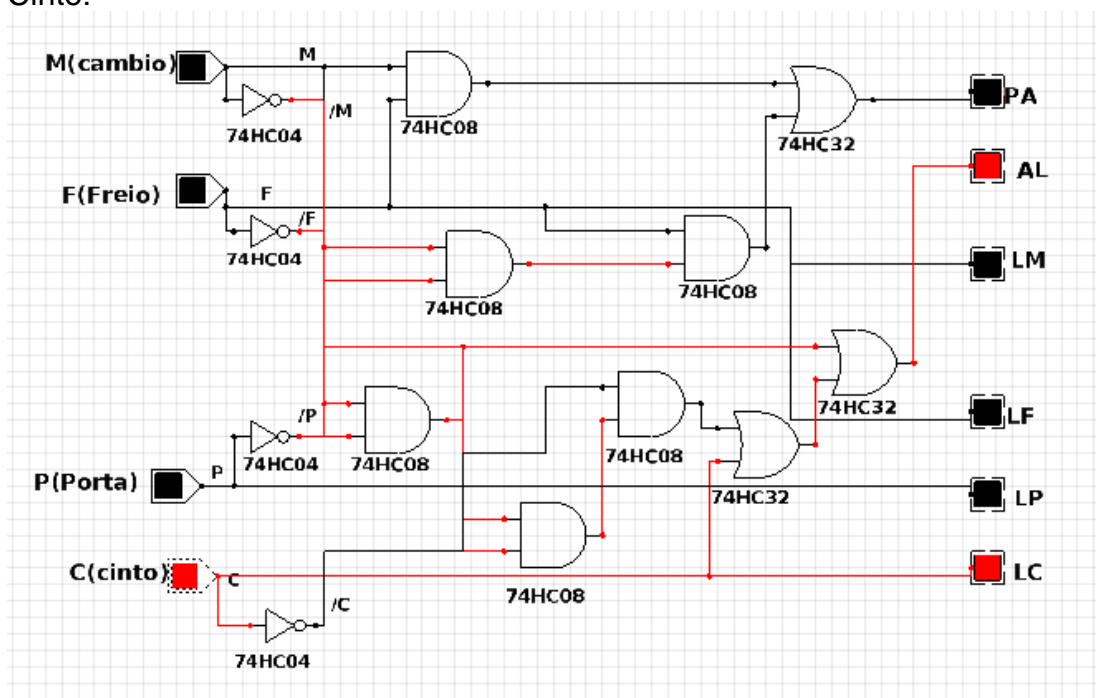 Cinto.
M(cambio)
M
/M
74HC04
74HC08
74HC32
PA
AL
F(Freio)
F
/F
74HC04
74HC08
74HC08
LM
/P
74HC04
74HC08
74HC08
74HC32
74HC32
LF
P(Porta)
P
LP
C(cinto)
C
/C
74HC04
74HC08
LC